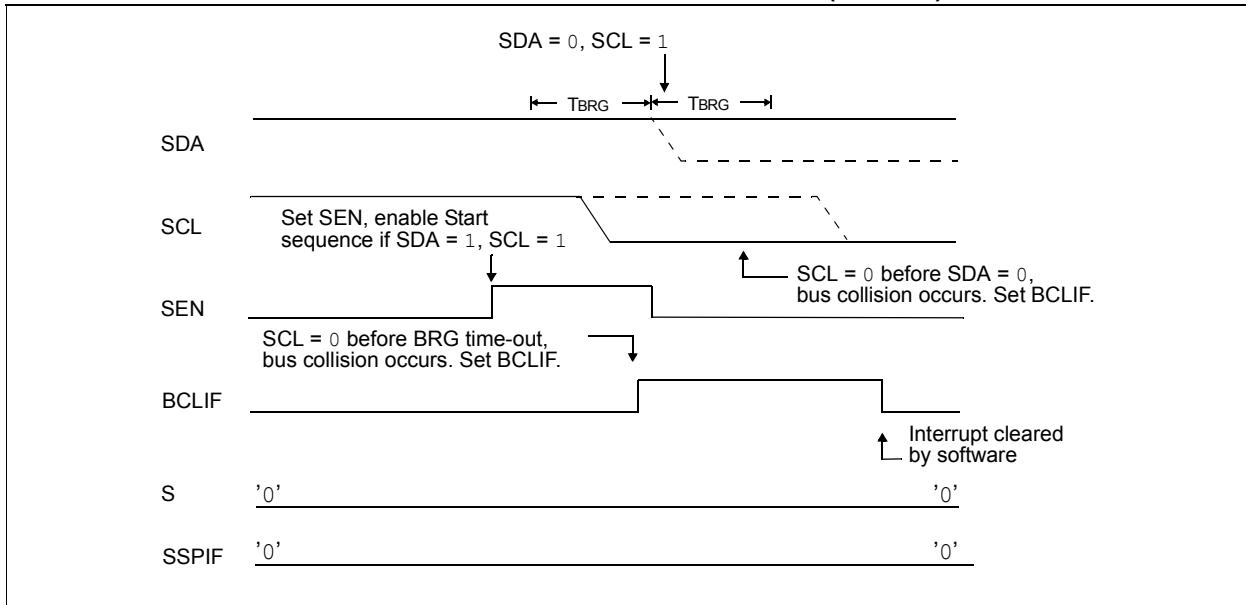 SDA = 0, SCL = 1
TBRG TBRG
SDA
SCL
Set SEN, enable Start
sequence if SDA = 1, SCL = 1
SCL = 0 before SDA = 0,
bus collision occurs. Set BCLIF.
SEN
SCL = 0 before BRG time-out,
bus collision occurs. Set BCLIF.
BCLIF
Interrupt cleared
by software
S '0' '0'
SSPIF '0' '0'